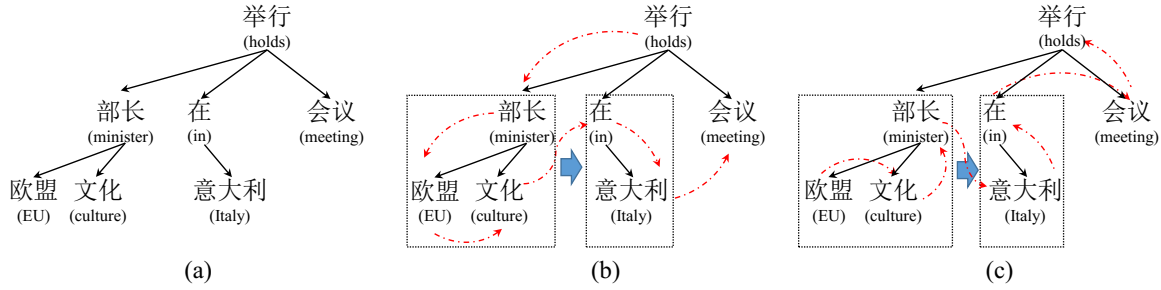 举行
(holds)
部长 在 会议
(minister) (in) (meeting)
欧盟 文化 意大利
(EU) (culture) (Italy)
(a)
举行
(holds)
部长 在 会议
(minister) (in) (meeting)
欧盟 文化 意大利
(EU) (culture) (Italy)
(b)
举行
(holds)
部长 在 会议
(minister) (in) (meeting)
欧盟 文化 意大利
(EU) (culture) (Italy)
(c)